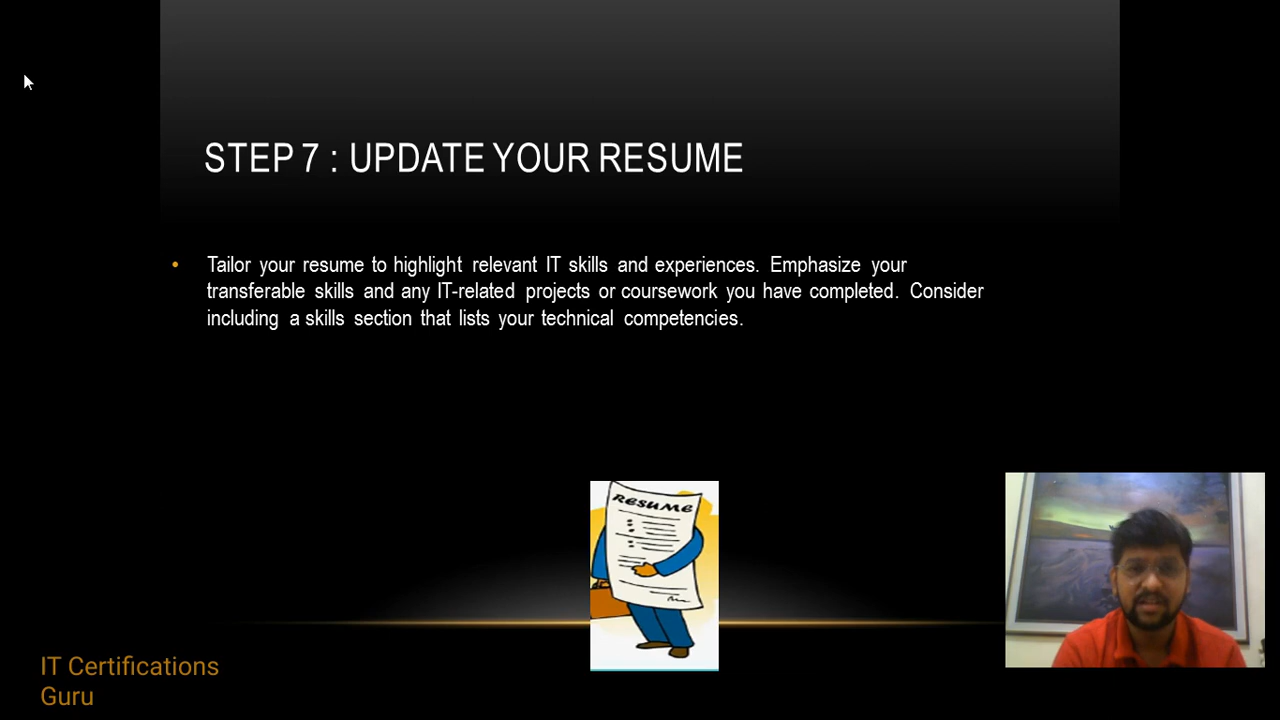 STEP 7 : UPDATE YOUR RESUME
• Tailor your resume to highlight relevant IT skills and experiences. Emphasize your
transferable skills and any IT-related projects or coursework you have completed. Consider
including a skills section that lists your technical competencies.
RESUME
IT Certifications
Guru